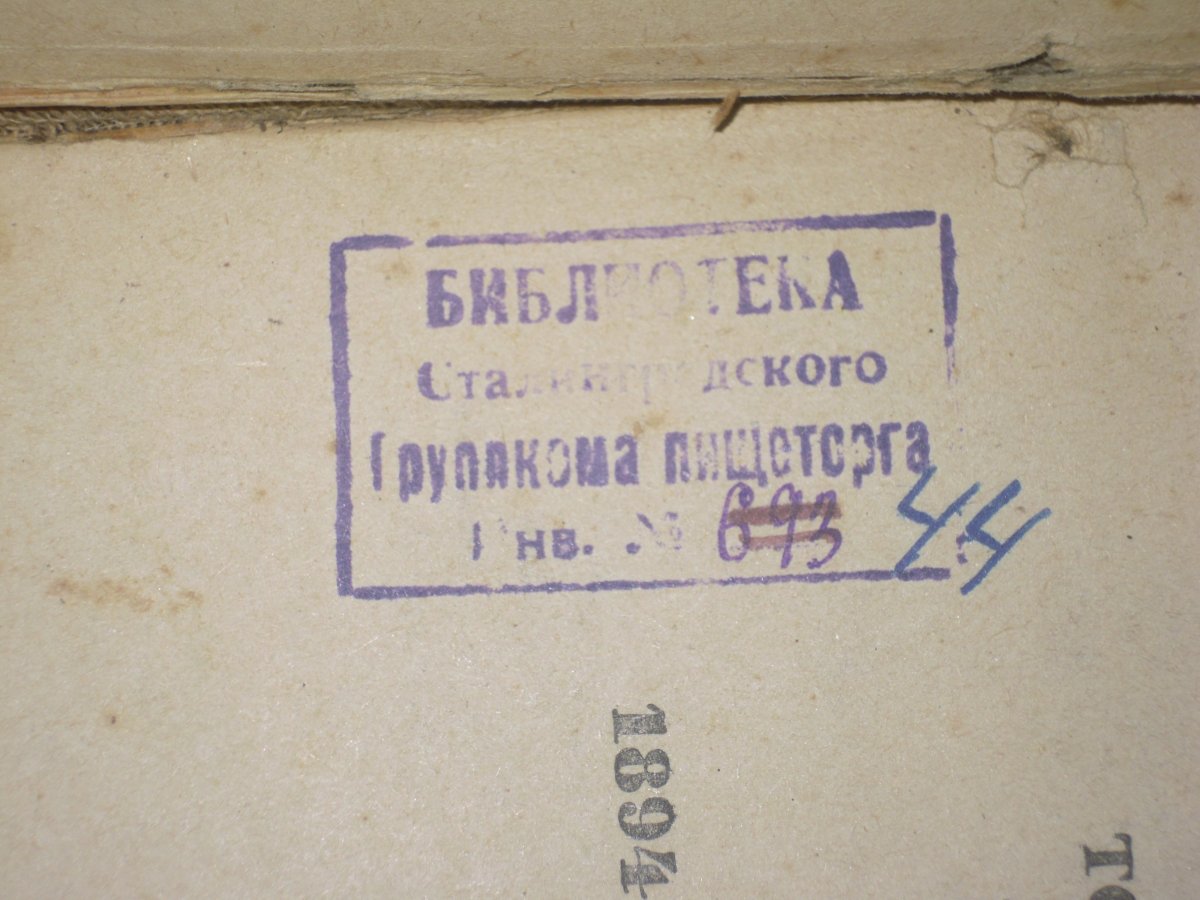 БИБЛИОТЕКА
Сталинградского
Группкома пищеторга
Инв. № 693 44
1894